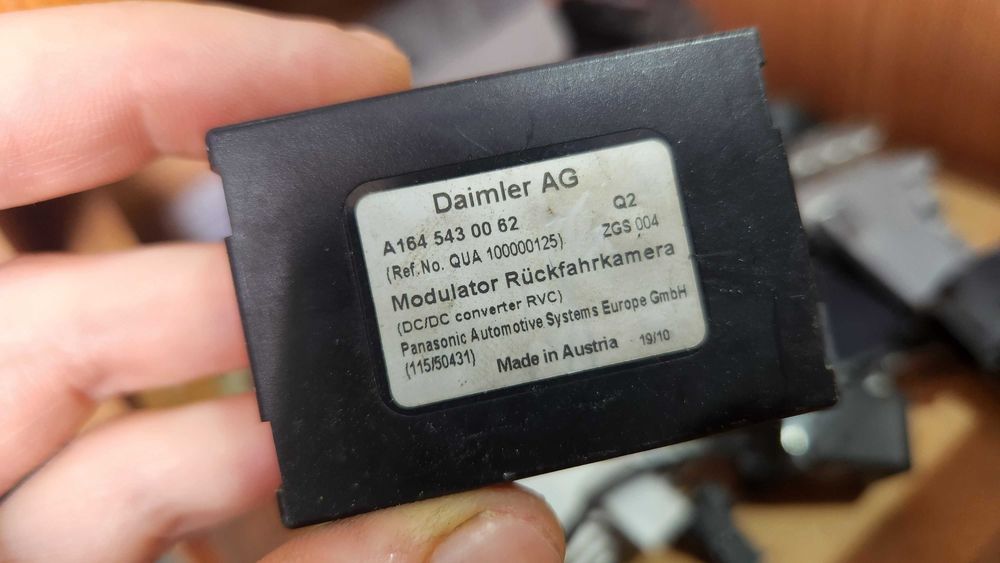 Daimler AG
A164 543 00 62 Q2
(Ref.No. QUA 100000125) ZGS 004
Modulator Rückfahrkamera
(DC/DC converter RVC)
Panasonic Automotive Systems Europe GmbH
(115/50431) Made in Austria 19/10